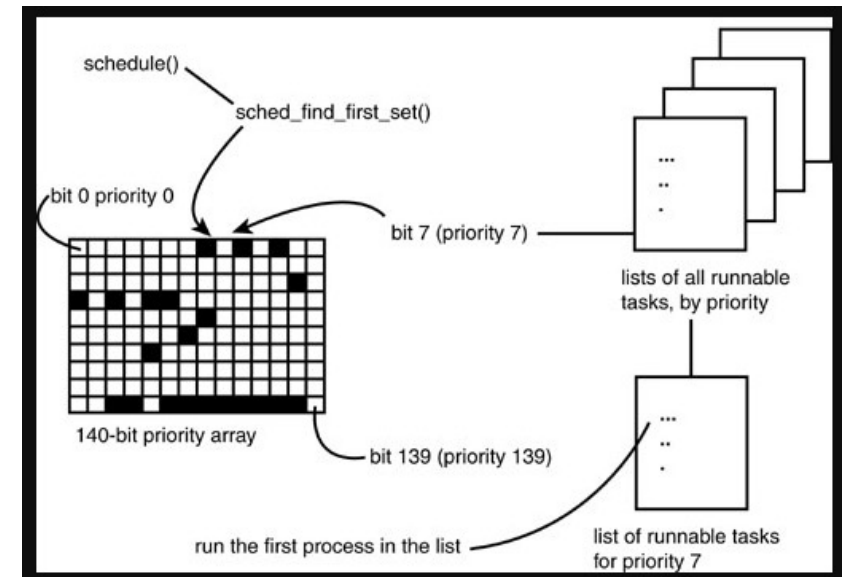 schedule()
sched_find_first_set()
bit 0 priority 0
bit 7 (priority 7)
...
..
.
lists of all runnable
tasks, by priority
140-bit priority array
bit 139 (priority 139)
...
..
.
run the first process in the list
list of runnable tasks
for priority 7